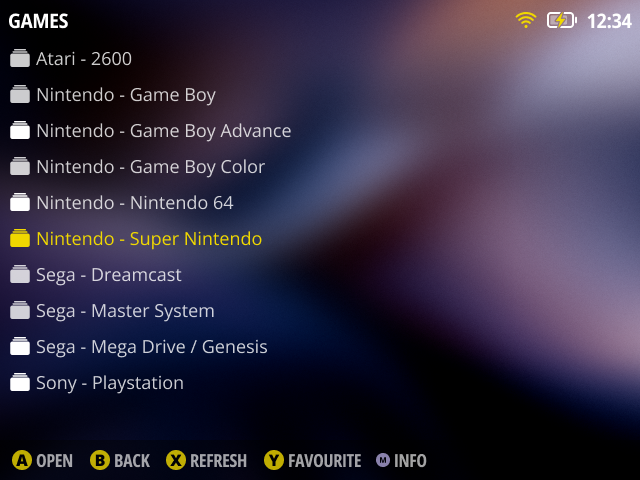 GAMES 12:34
Atari - 2600
Nintendo - Game Boy
Nintendo - Game Boy Advance
Nintendo - Game Boy Color
Nintendo - Nintendo 64
Nintendo - Super Nintendo
Sega - Dreamcast
Sega - Master System
Sega - Mega Drive / Genesis
Sony - Playstation
A OPEN B BACK X REFRESH Y FAVOURITE M INFO